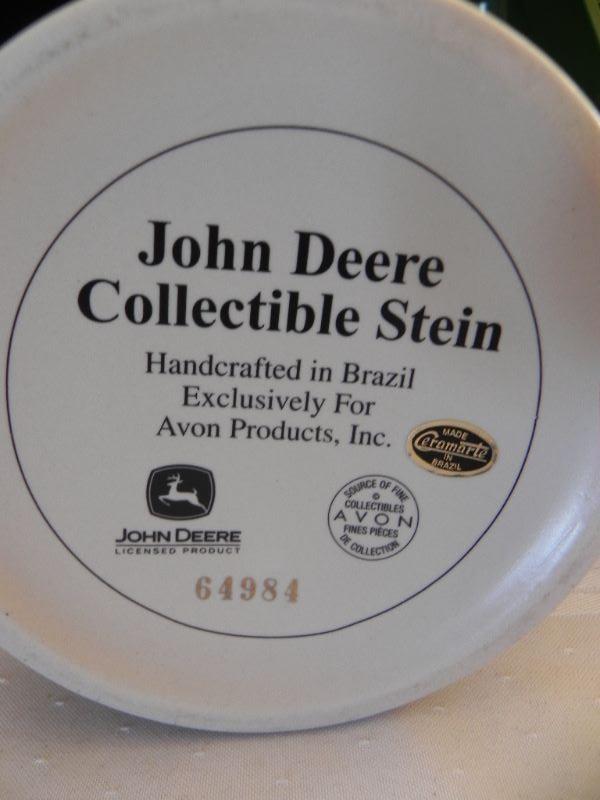 John Deere
Collectible Stein
Handcrafted in Brazil
Exclusively For
Avon Products, Inc.
MADE
Ceramarte
IN
BRAZIL
JOHN DEERE
LICENSED PRODUCT
SOURCE OF FINE
©
COLLECTIBLES
AVON
FINES PIÈCES
DE COLLECTION
64984